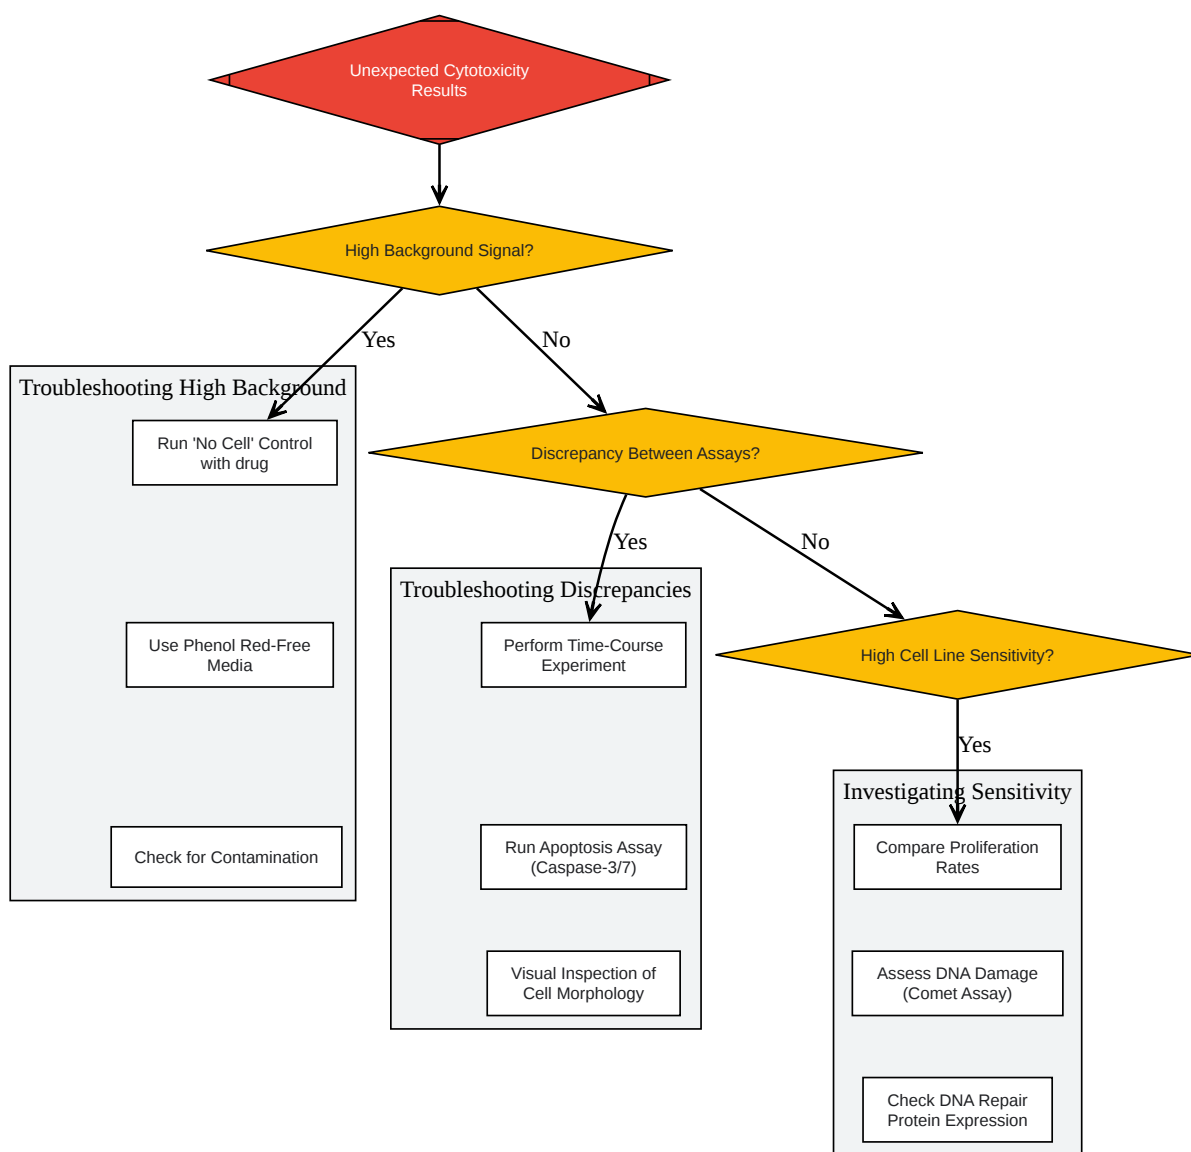 Unexpected Cytotoxicity
Results
High Background Signal?
Yes
No
Troubleshooting High Background
Run 'No Cell' Control
with drug
Use Phenol Red-Free
Media
Check for Contamination
Discrepancy Between Assays?
Yes
No
Troubleshooting Discrepancies
Perform Time-Course
Experiment
Run Apoptosis Assay
(Caspase-3/7)
Visual Inspection of
Cell Morphology
High Cell Line Sensitivity?
Yes
Investigating Sensitivity
Compare Proliferation
Rates
Assess DNA Damage
(Comet Assay)
Check DNA Repair
Protein Expression